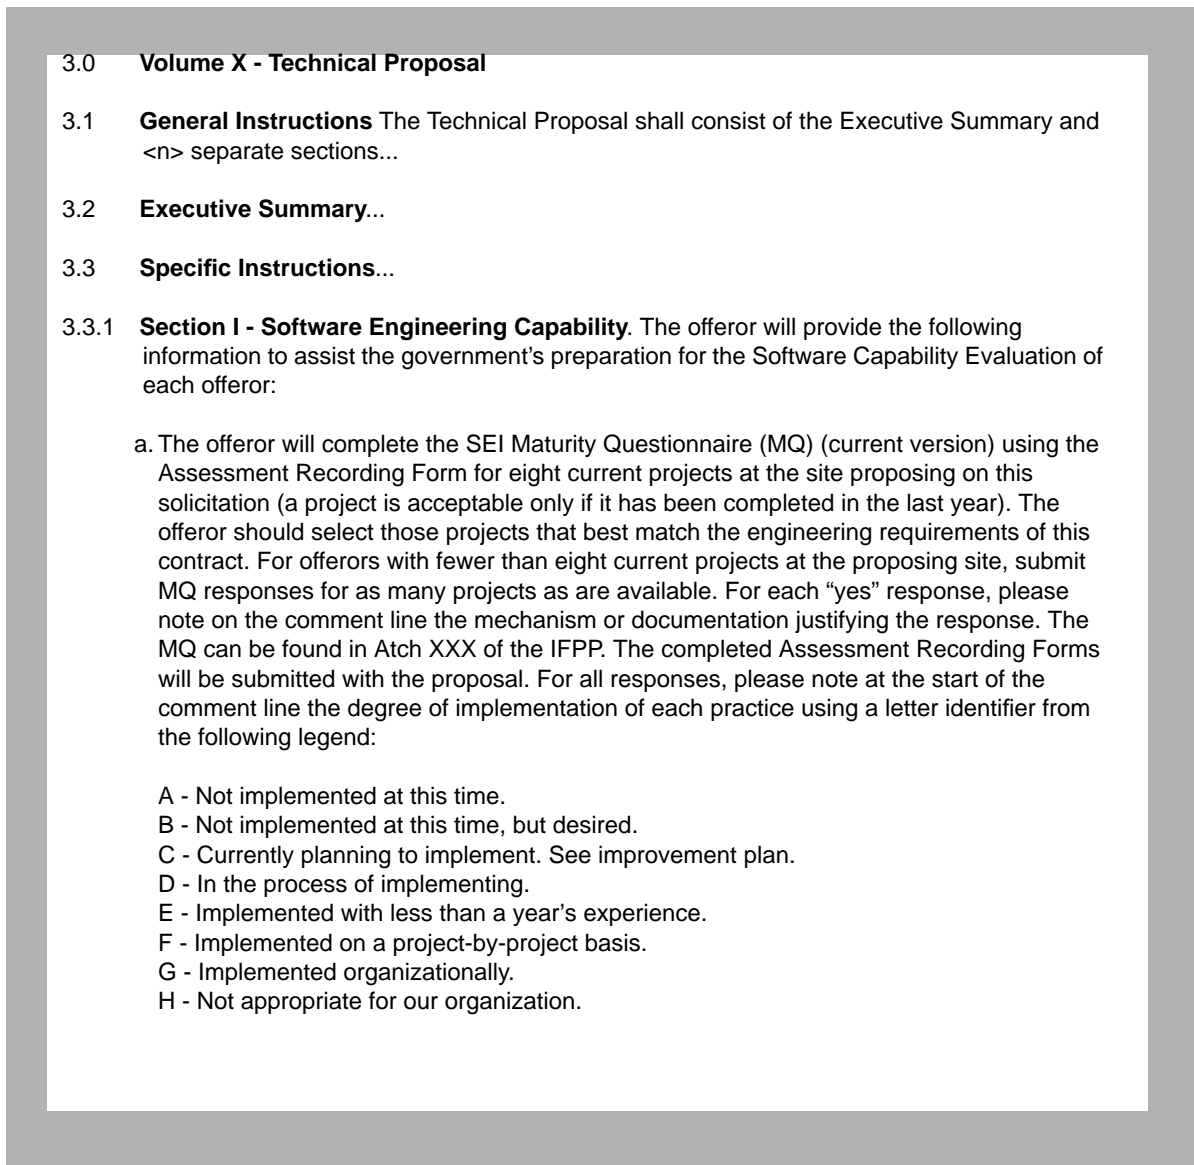 3.0 Volume X - Technical Proposal
3.1 General Instructions The Technical Proposal shall consist of the Executive Summary and
<n> separate sections...
3.2 Executive Summary...
3.3 Specific Instructions...
3.3.1 Section I - Software Engineering Capability. The offeror will provide the following
information to assist the government’s preparation for the Software Capability Evaluation of
each offeror:
a. The offeror will complete the SEI Maturity Questionnaire (MQ) (current version) using the
Assessment Recording Form for eight current projects at the site proposing on this
solicitation (a project is acceptable only if it has been completed in the last year). The
offeror should select those projects that best match the engineering requirements of this
contract. For offerors with fewer than eight current projects at the proposing site, submit
MQ responses for as many projects as are available. For each “yes” response, please
note on the comment line the mechanism or documentation justifying the response. The
MQ can be found in Atch XXX of the IFPP. The completed Assessment Recording Forms
will be submitted with the proposal. For all responses, please note at the start of the
comment line the degree of implementation of each practice using a letter identifier from
the following legend:
A - Not implemented at this time.
B - Not implemented at this time, but desired.
C - Currently planning to implement. See improvement plan.
D - In the process of implementing.
E - Implemented with less than a year’s experience.
F - Implemented on a project-by-project basis.
G - Implemented organizationally.
H - Not appropriate for our organization.